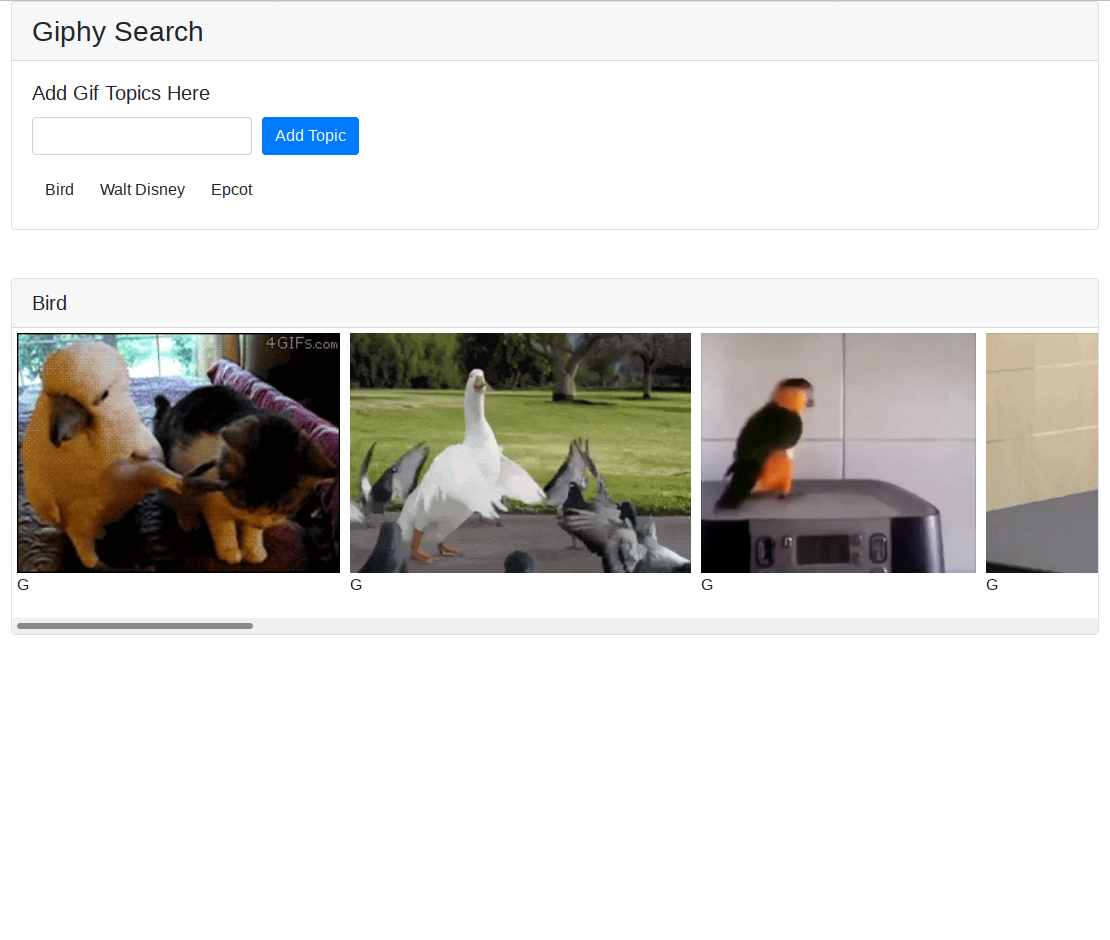 Giphy Search
Add Gif Topics Here
Add Topic
Bird Walt Disney Epcot
Bird
4GIFs.com
G G G G